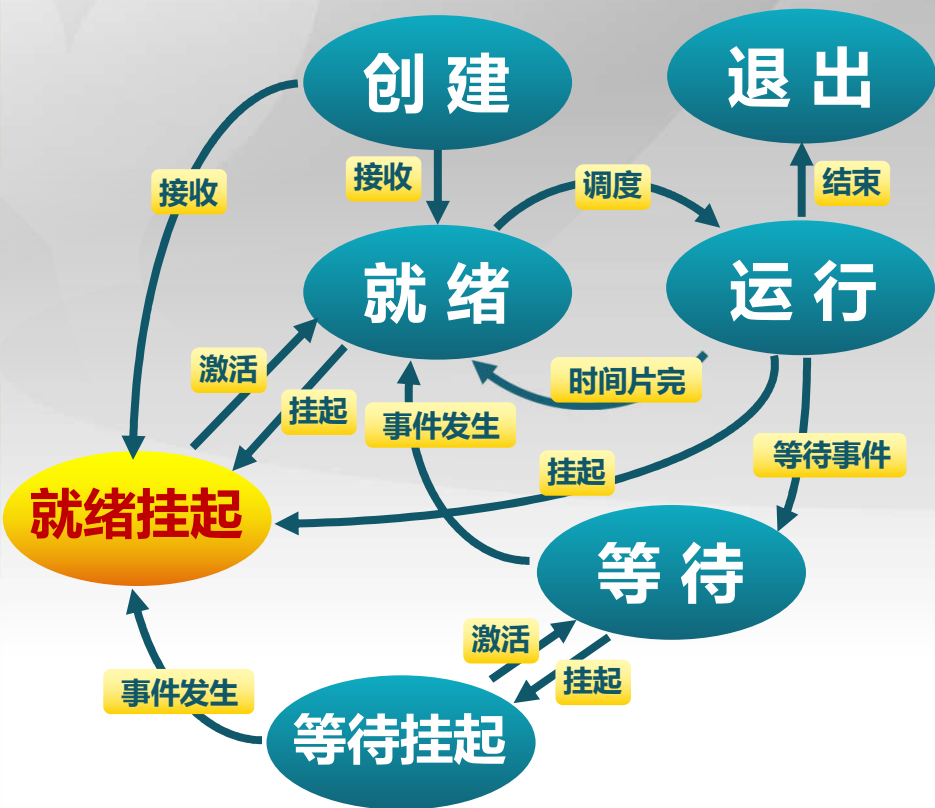 创 建
退 出
接收
接收
调度
结束
就 绪
运 行
激活
挂起
时间片完
事件发生
等待事件
挂起
就绪挂起
等 待
激活
挂起
事件发生
等待挂起